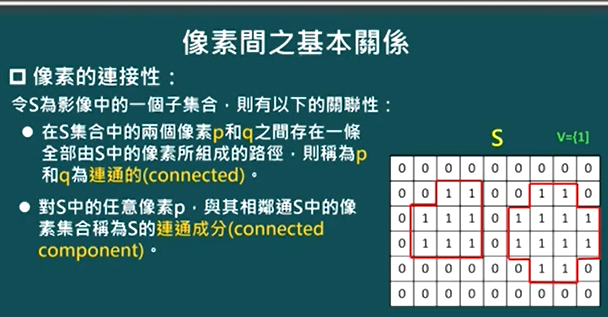 像素間之基本關係
像素的連接性：
令S為影像中的一個子集合，則有以下的關聯性：
在S集合中的兩個像素p和q之間存在一條
全部由S中的像素所組成的路徑，則稱為p
和q為連通的(connected)。
對S中的任意像素p，與其相鄰通S中的像
素集合稱為S的連通成分(connected
component)。
S V={1}
0 0 0 0 0 0 0 0 0
0 0 1 1 0 0 1 1 0
0 1 1 1 0 1 1 1 1
0 1 1 1 0 1 1 1 1
0 0 0 0 0 0 1 1 0
0 0 0 0 0 0 0 0 0